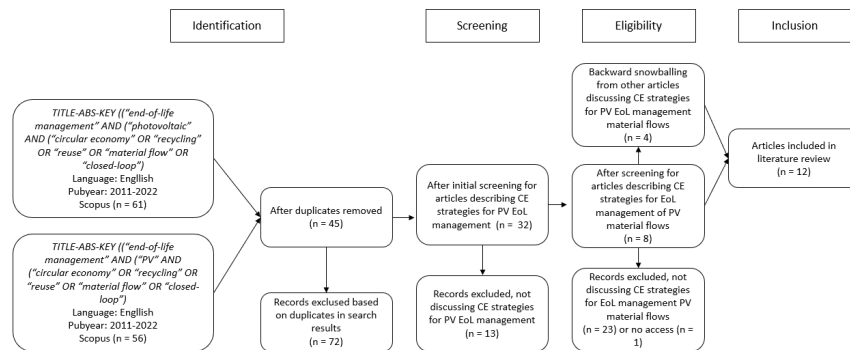 Identification
Screening
Eligibility
Inclusion
TITLE-ABS-KEY ((“end-of-life
management” AND (“photovoltaic”
AND (“circular economy” OR “recycling”
OR “reuse” OR “material flow” OR
“closed-loop”)
Language: Engllish
Pubyear: 2011-2022
Scopus (n = 61)
TITLE-ABS-KEY ((“end-of-life
management” AND (“PV” AND
(“circular economy” OR “recycling” OR
“reuse” OR “material flow” OR “closed-
loop”)
Language: Engllish
Pubyear: 2011-2022
Scopus (n = 56)
After duplicates removed
(n = 45)
Records exclused based
on duplicates in search
results
(n = 72)
After initial screening for
articles describing CE
strategies for PV EoL
management (n = 32)
Records excluded, not
discussing CE strategies
for PV EoL management
(n = 13)
Backward snowballing
from other articles
discussing CE strategies
for PV EoL management
material flows
(n = 4)
After screening for
articles describing CE
strategies for EoL
management of PV
material flows
(n = 8)
Records excluded, not
discussing CE strategies
for EoL management PV
material flows
(n = 23) or no access (n =
1)
Articles included in
literature review
(n = 12)